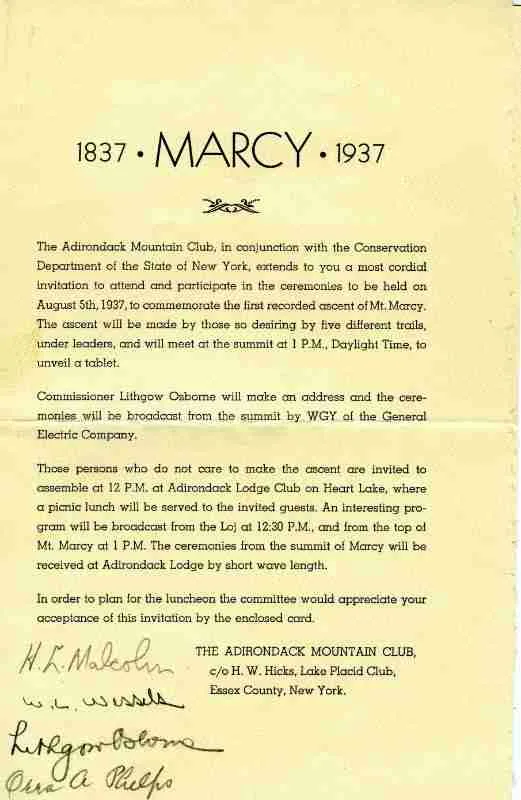 1837 • MARCY • 1937
The Adirondack Mountain Club, in conjunction with the Conservation
Department of the State of New York, extends to you a most cordial
invitation to attend and participate in the ceremonies to be held on
August 5th, 1937, to commemorate the first recorded ascent of Mt. Marcy.
The ascent will be made by those so desiring by five different trails,
under leaders, and will meet at the summit at 1 P.M., Daylight Time, to
unveil a tablet.
Commissioner Lithgow Osborne will make an address and the cere-
monies will be broadcast from the summit by WGY of the General
Electric Company.
Those persons who do not care to make the ascent are invited to
assemble at 12 P.M. at Adirondack Lodge Club on Heart Lake, where
a picnic lunch will be served to the invited guests. An interesting pro-
gram will be broadcast from the Loj at 12:30 P.M., and from the top of
Mt. Marcy at 1 P.M. The ceremonies from the summit of Marcy will be
received at Adirondack Lodge by short wave length.
In order to plan for the luncheon the committee would appreciate your
acceptance of this invitation by the enclosed card.
THE ADIRONDACK MOUNTAIN CLUB,
c/o H. W. Hicks, Lake Placid Club,
Essex County, New York.
H. L. Malcolm
W. L. Wessels
Lithgow Osborne
Orra A Phelps